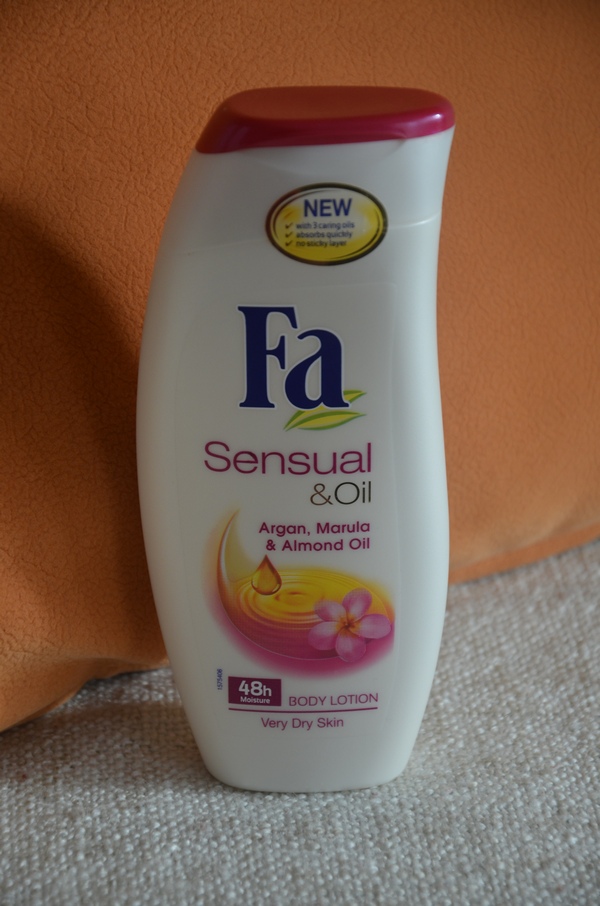 NEW
✓ with 3 caring oils
✓ absorbs quickly
✓ no sticky layer
Fa
Sensual
&Oil
Argan, Marula
& Almond Oil
48h
Moisture
BODY LOTION
Very Dry Skin